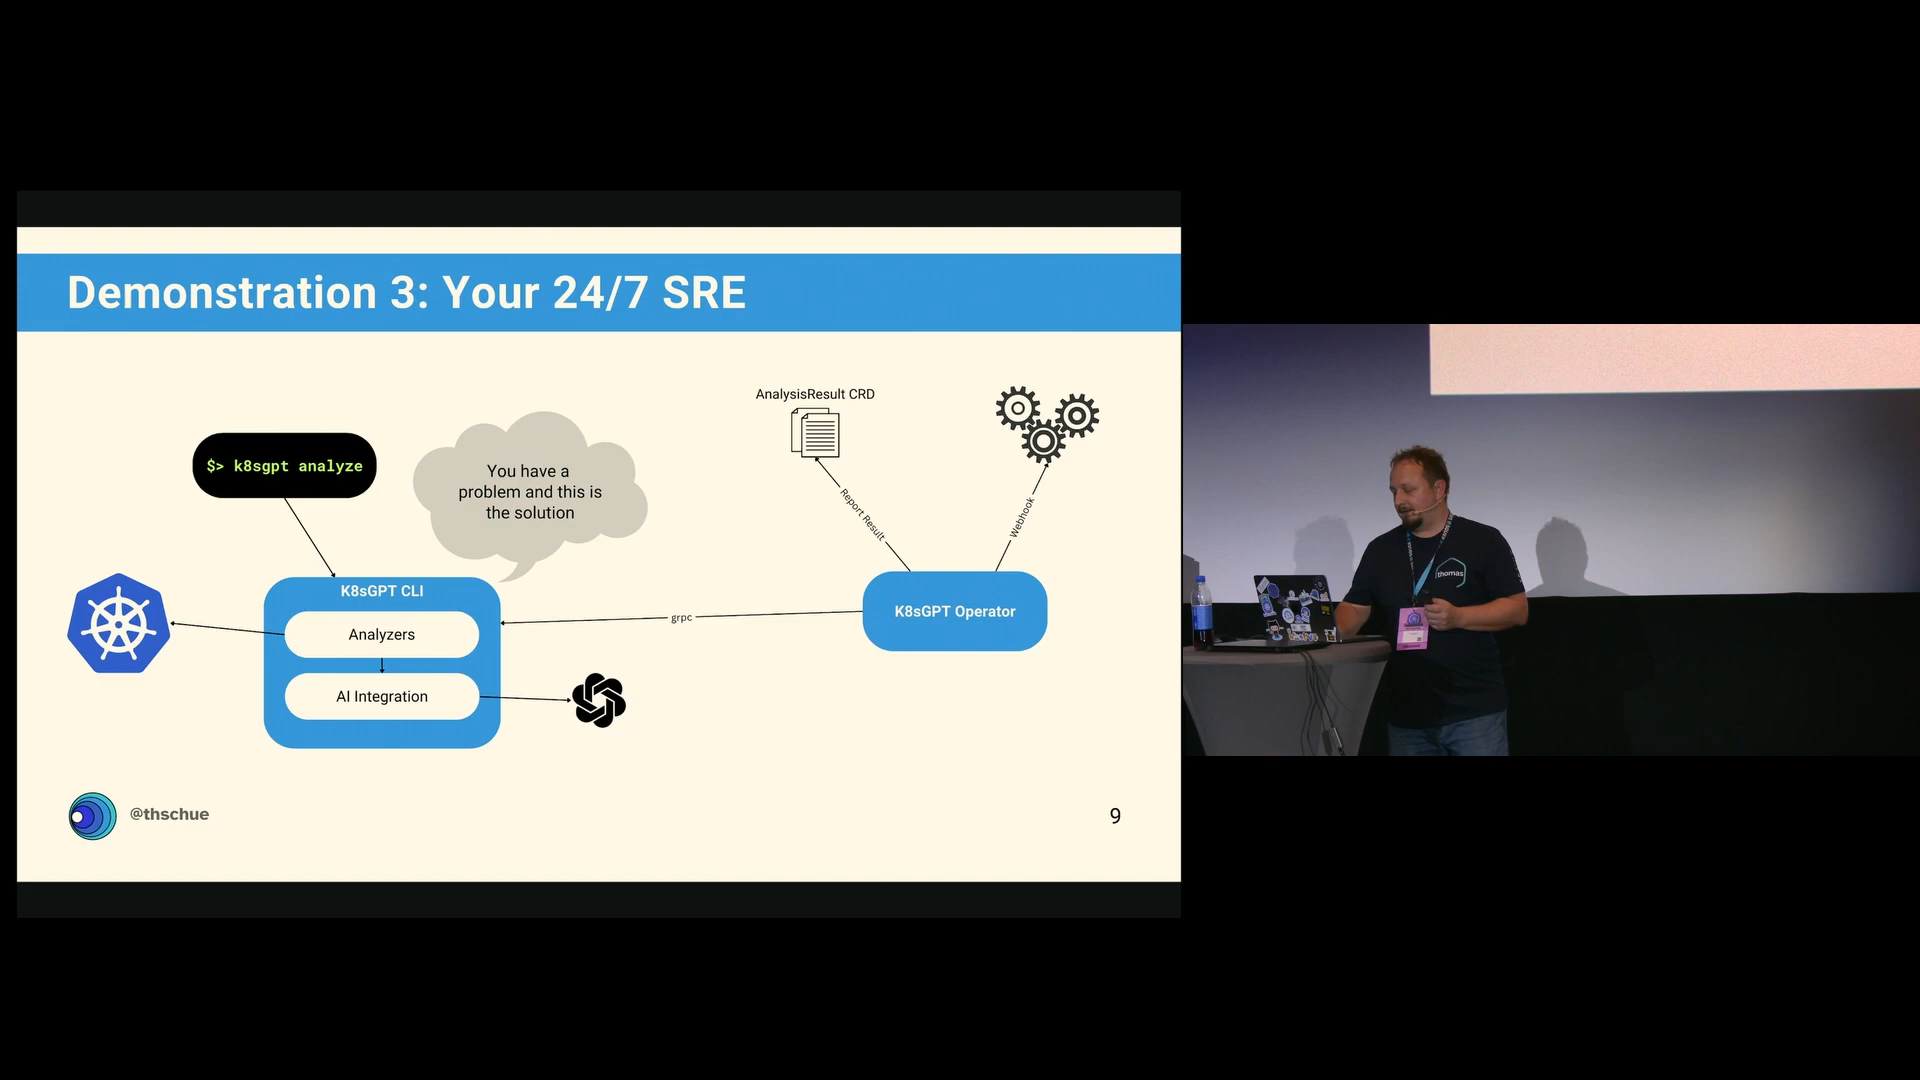 Demonstration 3: Your 24/7 SRE
AnalysisResult CRD
$> k8sgpt analyze
You have a
problem and this is
the solution
Report Result
Webhook
K8sGPT CLI
Analyzers
grpc
K8sGPT Operator
AI Integration
@thschue
9
thomas